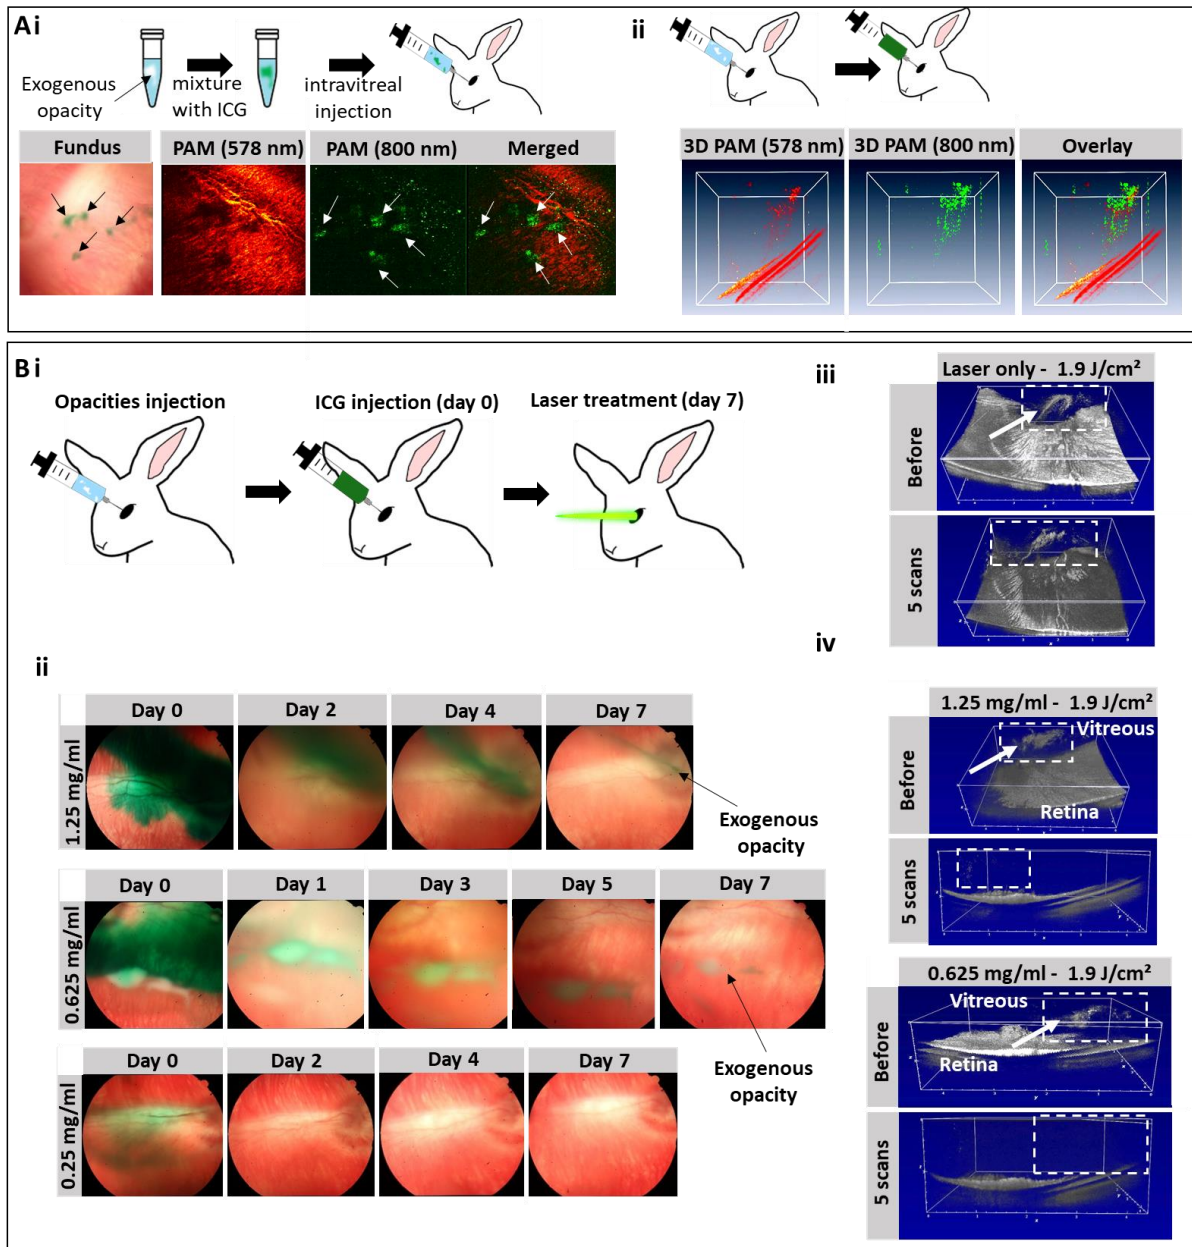 A i
Exogenous
opacity
mixture
with ICG
intravitreal
injection
Fundus
PAM (578 nm)
PAM (800 nm)
Merged
ii
3D PAM (578 nm)
3D PAM (800 nm)
Overlay
B i
Opacities injection
ICG injection (day 0)
Laser treatment (day 7)
ii
1.25 mg/ml
Day 0
Day 2
Day 4
Day 7
Exogenous
opacity
0.625 mg/ml
Day 0
Day 1
Day 3
Day 5
Day 7
Exogenous
opacity
0.25 mg/ml
Day 0
Day 2
Day 4
Day 7
iii
Laser only - 1.9 J/cm²
Before
5 scans
iv
1.25 mg/ml - 1.9 J/cm²
Before
Vitreous
Retina
5 scans
0.625 mg/ml - 1.9 J/cm²
Before
Vitreous
Retina
5 scans